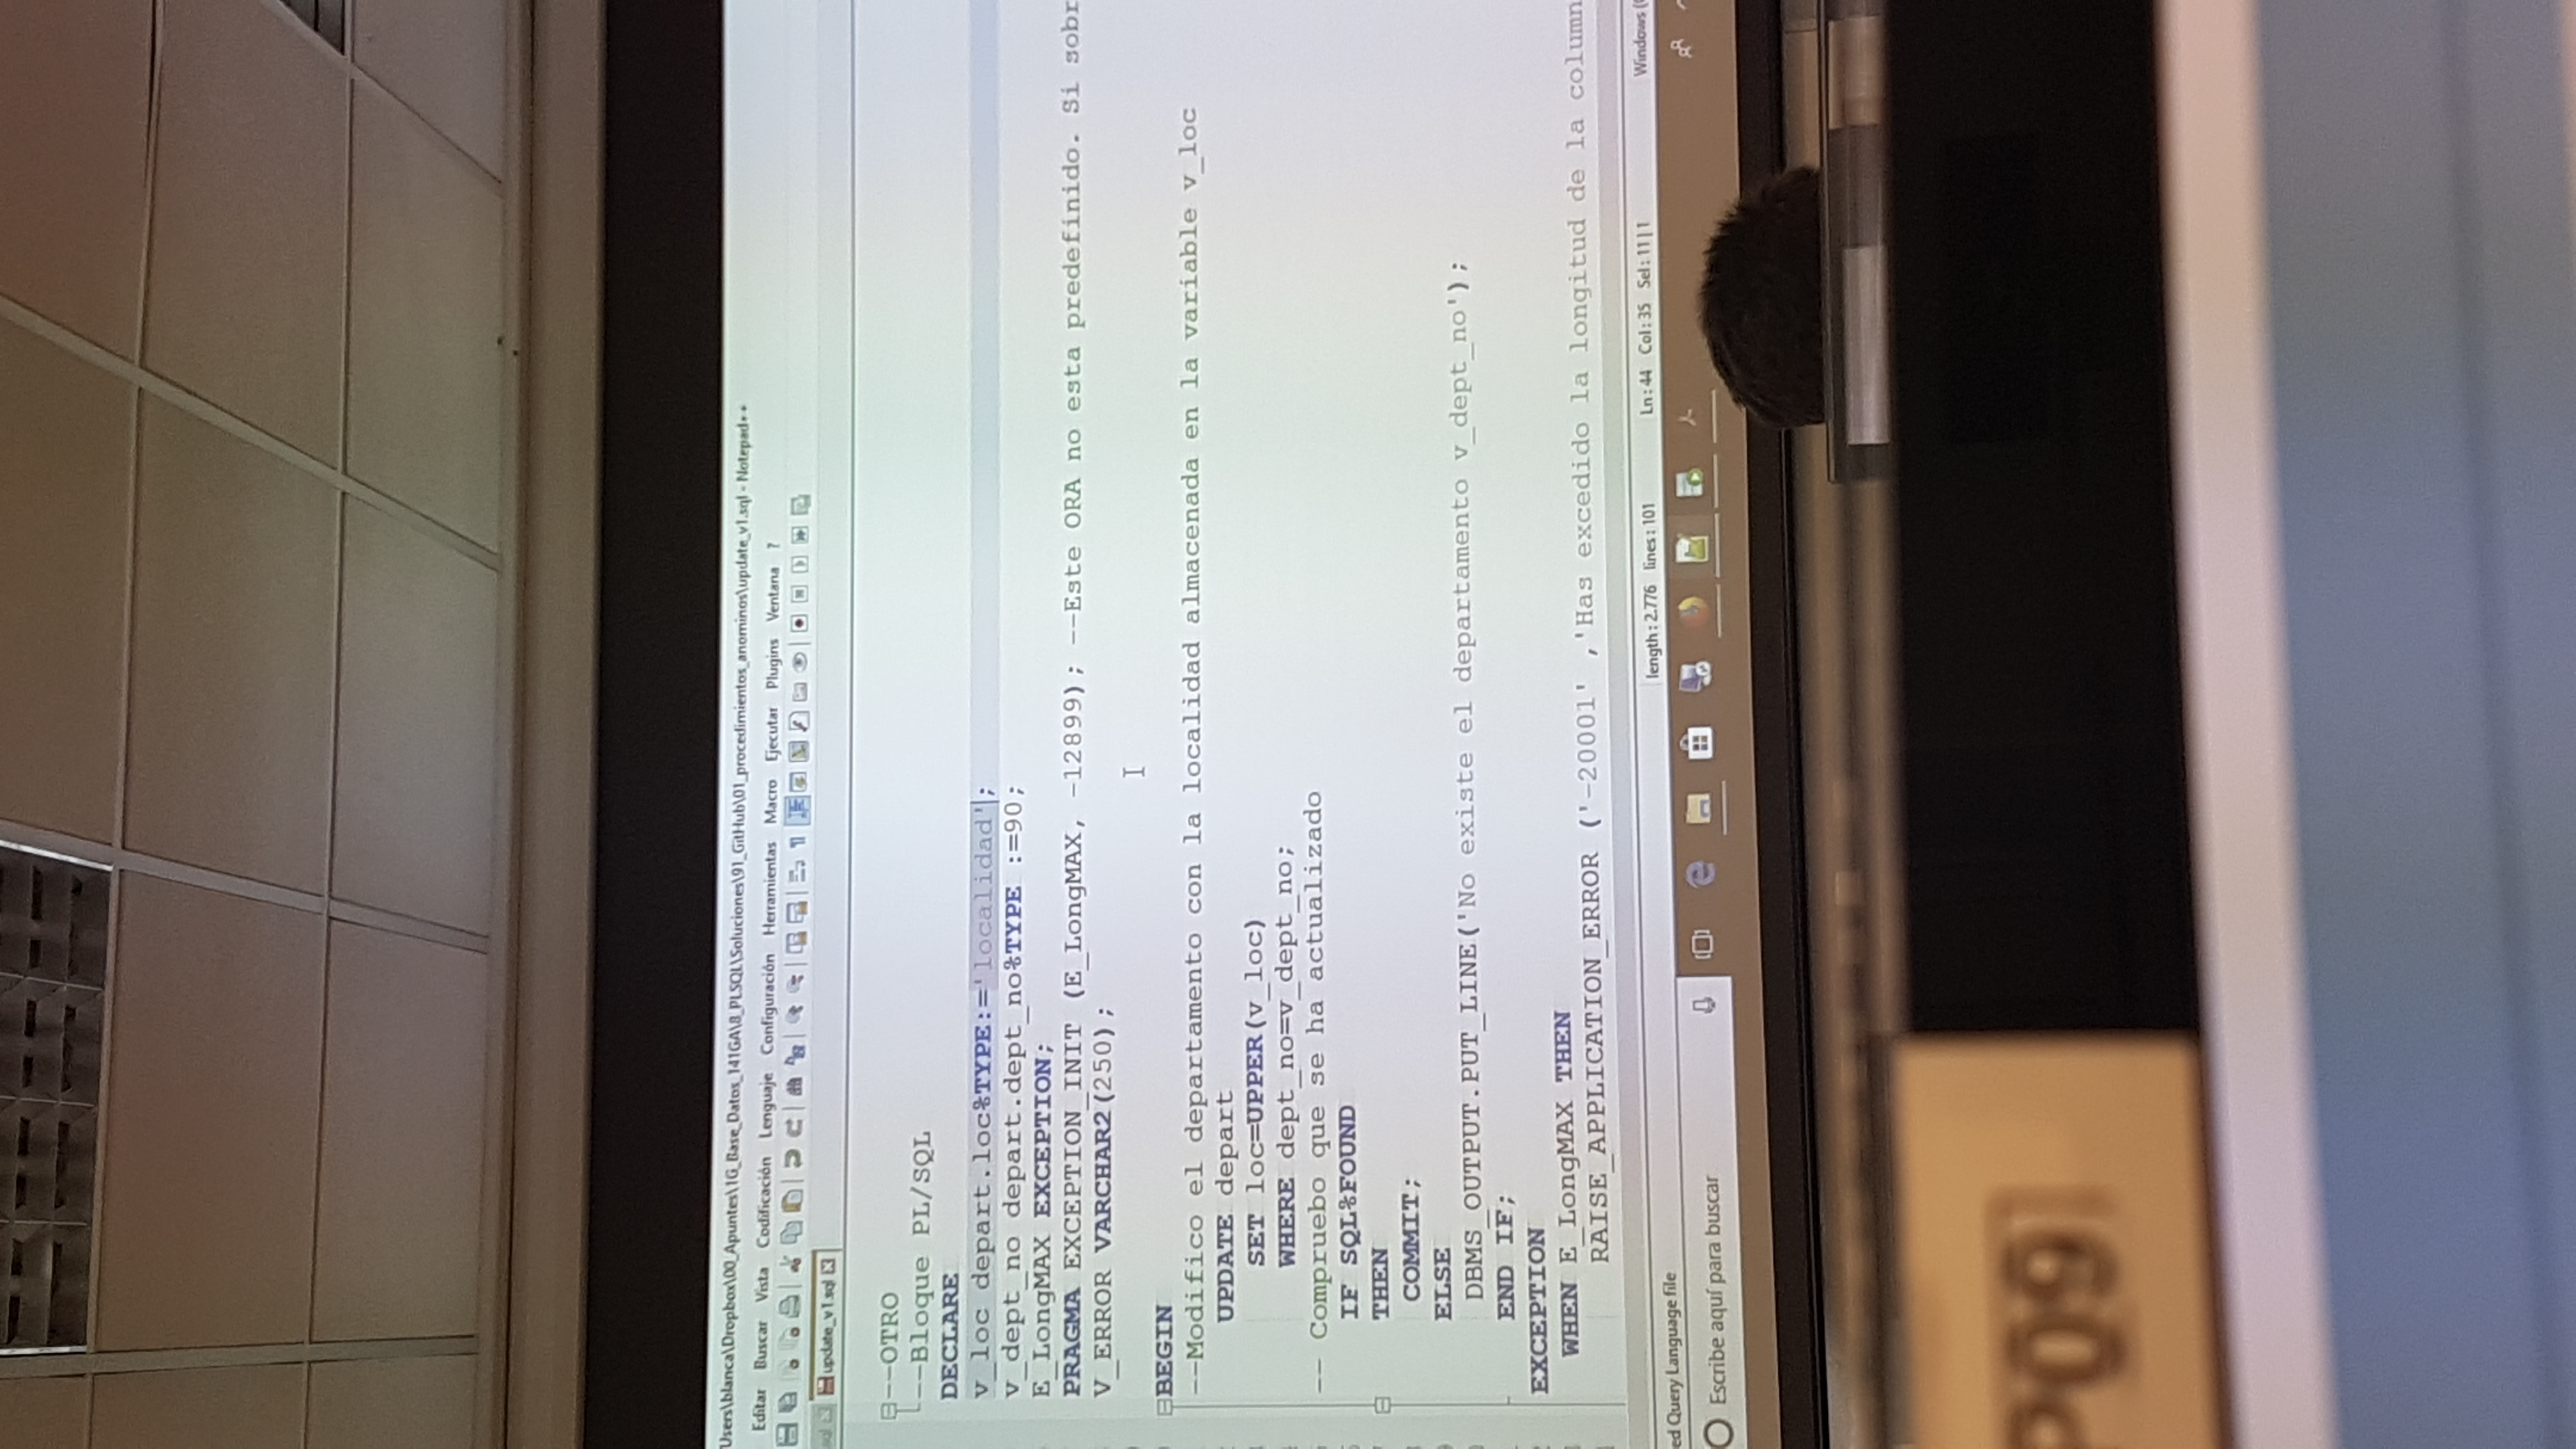 Users\blanca\Dropbox\00_Apuntes\1G_Base_Datos_141GA\8_PLSQL\Soluciones\91_GitHub\01_procedimientos_anominos\update_v1.sql - Notepad++
Editar Buscar Vista Codificación Lenguaje Configuración Herramientas Macro Ejecutar Plugins Ventana ?
update_v1.sql
--OTRO
--Bloque PL/SQL
DECLARE
v_loc depart.loc%TYPE:='localidad';
v_dept_no depart.dept_no%TYPE :=90;
E_LongMAX EXCEPTION;
PRAGMA EXCEPTION_INIT (E_LongMAX, -12899); --Este ORA no esta predefinido. Si sobr
V_ERROR VARCHAR2(250);
BEGIN
--Modifico el departamento con la localidad almacenada en la variable v_loc
UPDATE depart
SET loc=UPPER(v_loc)
WHERE dept_no=v_dept_no;
-- Compruebo que se ha actualizado
IF SQL%FOUND
THEN
COMMIT;
ELSE
DBMS_OUTPUT.PUT_LINE('No existe el departamento v_dept_no');
END IF;
EXCEPTION
WHEN E_LongMAX THEN
RAISE_APPLICATION_ERROR ('-20001' ,'Has excedido la longitud de la column
ed Query Language file
length : 2.776 lines : 101
Ln : 44 Col : 35 Sel : 11 | 1
Windows (
Escribe aquí para buscar
P09